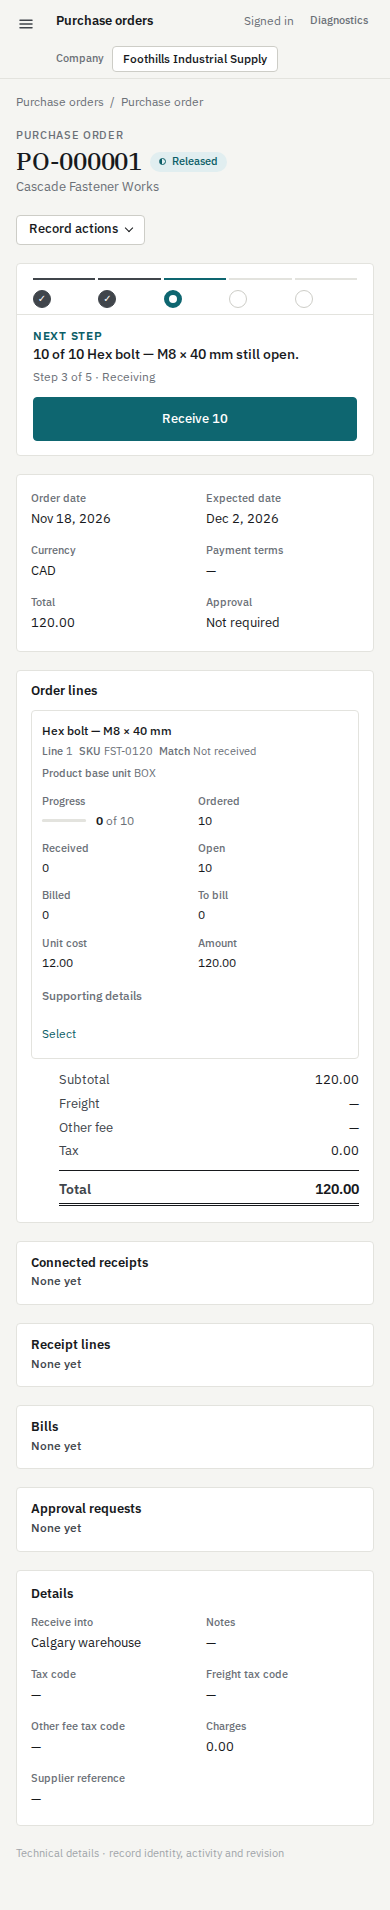 Purchase orders
Signed in
Diagnostics
Company
Foothills Industrial Supply
Purchase orders / Purchase order
PURCHASE ORDER
PO-000001
Released
Cascade Fastener Works
Record actions
NEXT STEP
10 of 10 Hex bolt — M8 × 40 mm still open.
Step 3 of 5 · Receiving
Receive 10
Order date
Expected date
Nov 18, 2026
Dec 2, 2026
Currency
Payment terms
CAD
—
Total
Approval
120.00
Not required
Order lines
Hex bolt — M8 × 40 mm
Line 1 SKU FST-0120 Match Not received
Product base unit BOX
Progress
Ordered
0 of 10
10
Received
Open
0
10
Billed
To bill
0
0
Unit cost
Amount
12.00
120.00
Supporting details
Select
Subtotal 120.00
Freight —
Other fee —
Tax 0.00
Total 120.00
Connected receipts
None yet
Receipt lines
None yet
Bills
None yet
Approval requests
None yet
Details
Receive into
Notes
Calgary warehouse
—
Tax code
Freight tax code
—
—
Other fee tax code
Charges
—
0.00
Supplier reference
—
Technical details · record identity, activity and revision